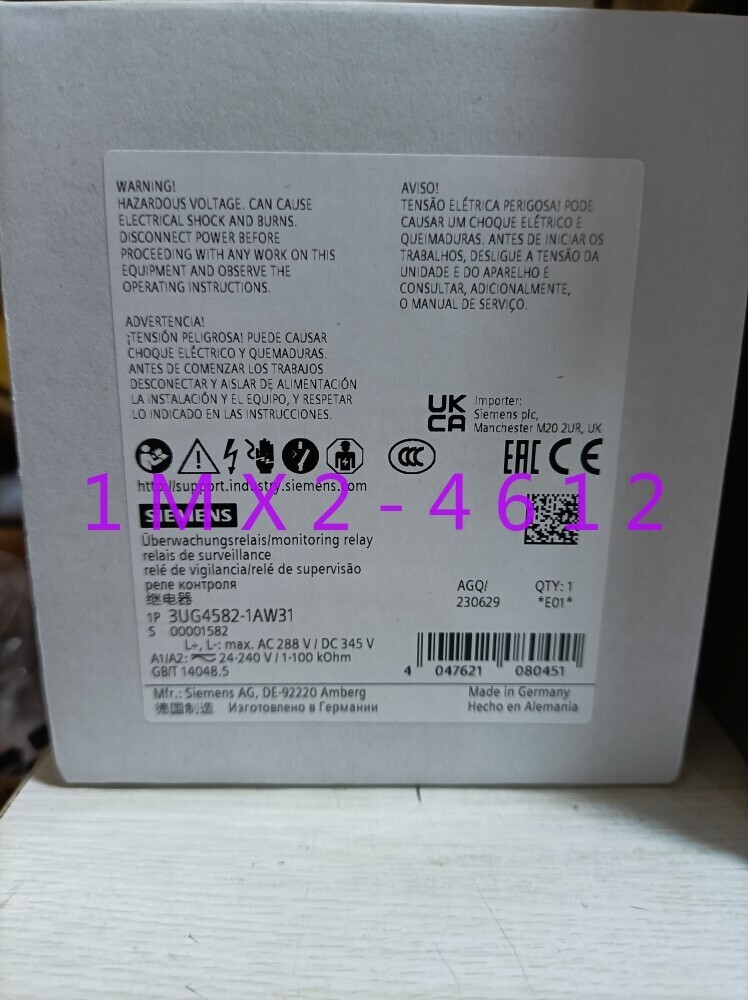 WARNING!
HAZARDOUS VOLTAGE. CAN CAUSE
ELECTRICAL SHOCK AND BURNS.
DISCONNECT POWER BEFORE
PROCEEDING WITH ANY WORK ON THIS
EQUIPMENT AND OBSERVE THE
OPERATING INSTRUCTIONS.
AVISO!
TENSÃO ELÉTRICA PERIGOSA! PODE
CAUSAR UM CHOQUE ELÉTRICO E
QUEIMADURAS. ANTES DE INICIAR OS
TRABALHOS, DESLIGUE A TENSÃO DA
UNIDADE E DO APARELHO E
CONSULTAR, ADICIONALMENTE,
O MANUAL DE SERVIÇO.
ADVERTENCIA!
¡TENSIÓN PELIGROSA! PUEDE CAUSAR
CHOQUE ELÉCTRICO Y QUEMADURAS.
ANTES DE COMENZAR LOS TRABAJOS
DESCONECTAR Y AISLAR DE ALIMENTACIÓN
LA INSTALACIÓN Y EL EQUIPO, Y RESPETAR
LO INDICADO EN LAS INSTRUCCIONES.
UK
CA
Importer:
Siemens plc,
Manchester M20 2UR, UK
CCC
EAC CE
http://support.industry.siemens.com
1MX2-4612
SIEMENS
Überwachungsrelais/monitoring relay
relais de surveillance
relé de vigilancia/relé de supervisão
реле контроля
继电器
1P 3UG4582-1AW31
S 00001582
L+, L-: max. AC 288 V / DC 345 V
A1/A2: 24-240 V / 1-100 kOhm
GB/T 14048.5
AGQ/
230629
QTY: 1
*E01*
4 047621 080451
Mfr.: Siemens AG, DE-92220 Amberg
德国制造 Изготовлено в Германии
Made in Germany
Hecho en Alemania